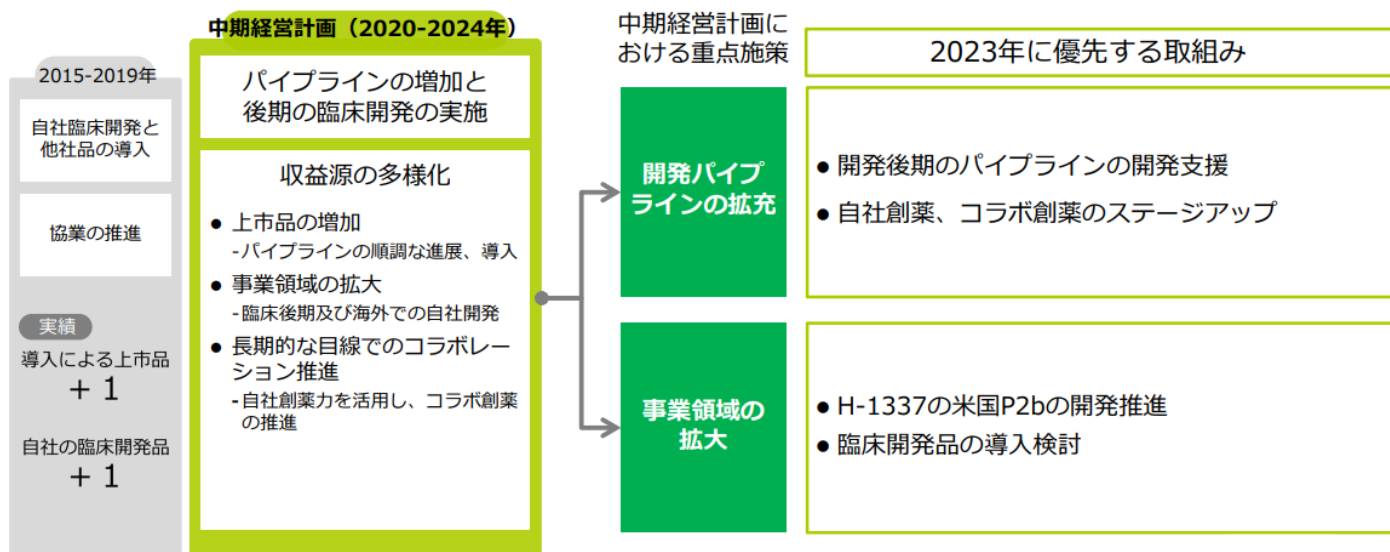 2015-2019年
自社臨床開発と
他社品の導入
協業の推進
実績
導入による上市品
+ 1
自社の臨床開発品
+ 1
中期経営計画（2020-2024年）
パイプラインの増加と
後期の臨床開発の実施
収益源の多様化
● 上市品の増加
-パイプラインの順調な進展、導入
● 事業領域の拡大
-臨床後期及び海外での自社開発
● 長期的な目線でのコラボレー
ション推進
-自社創薬力を活用し、コラボ創薬
の推進
中期経営計画に
おける重点施策
開発パイプ
ラインの拡充
事業領域の
拡大
2023年に優先する取組み
● 開発後期のパイプラインの開発支援
● 自社創薬、コラボ創薬のステージアップ
● H-1337の米国P2bの開発推進
● 臨床開発品の導入検討